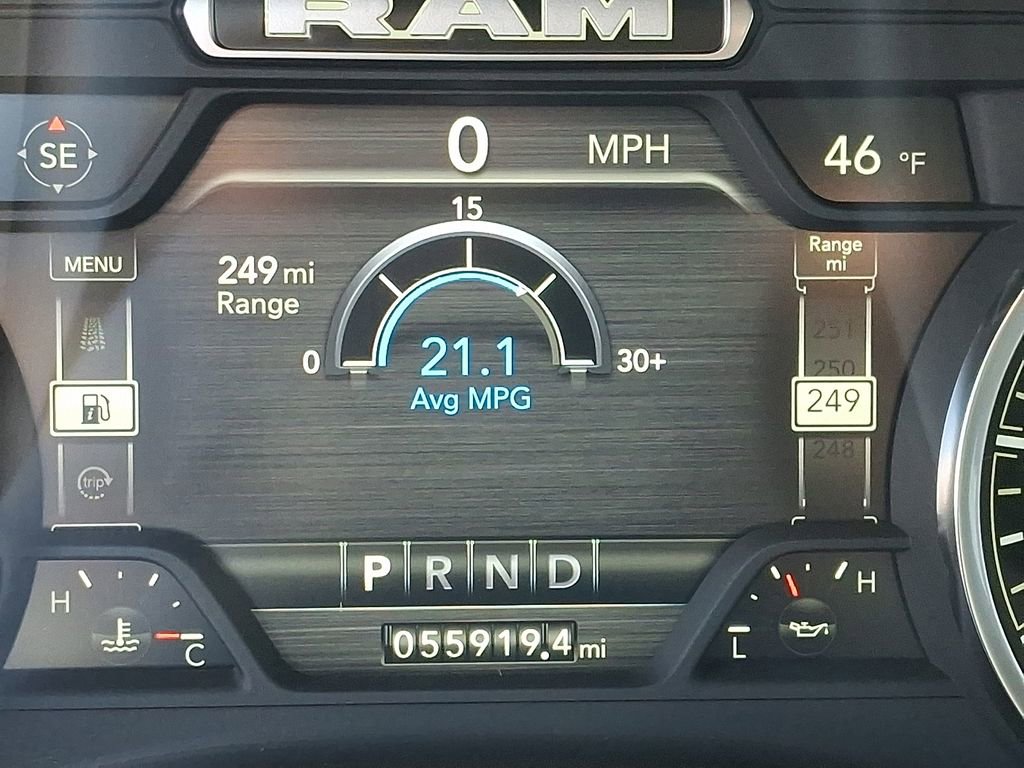 RAM
SE
0 MPH
46 °F
15
MENU
249 mi
Range
0
30+
21.1
Avg MPG
Range
mi
251
250
249
248
i
trip
P R N D
H
C
055919.4 mi
H
L